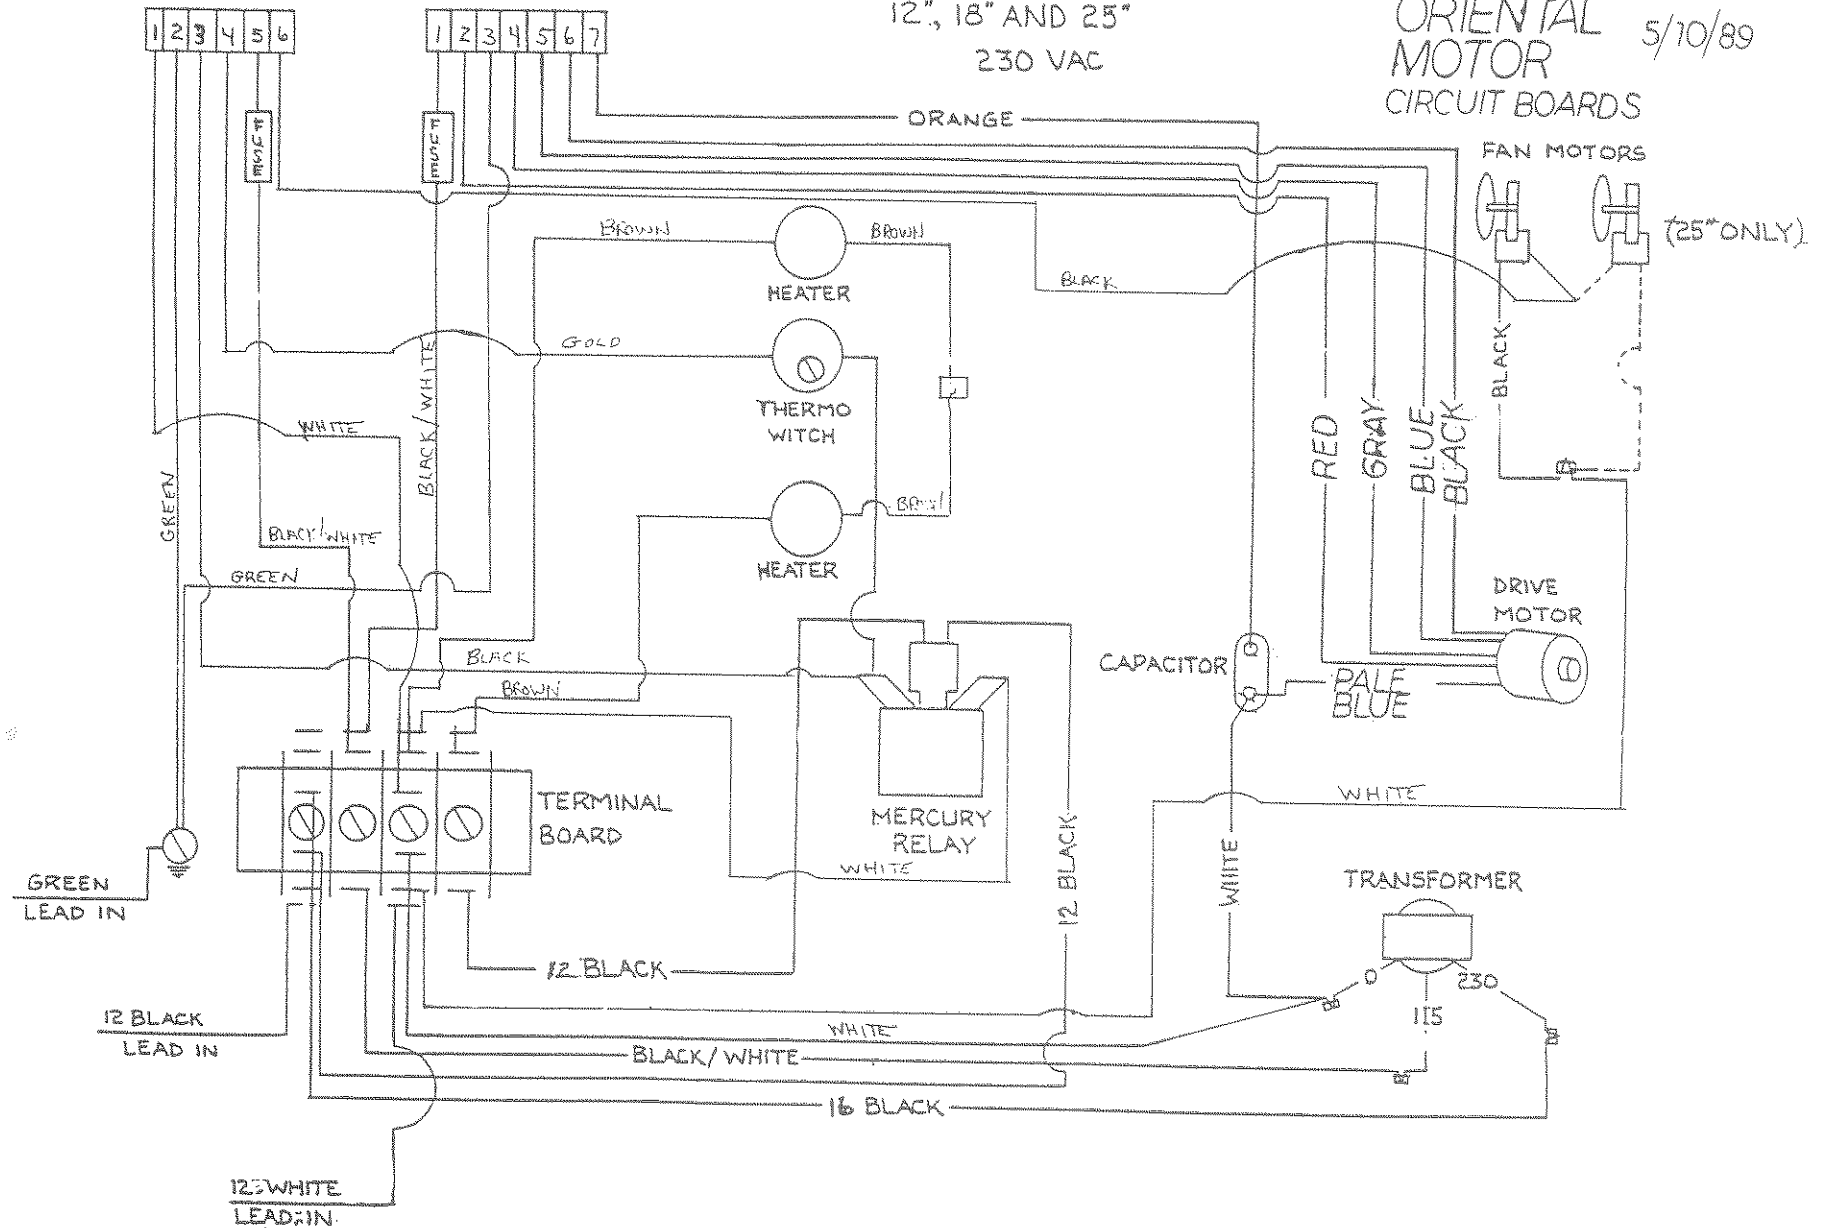 1 2 3 4 5 6
1 2 3 4 5 6 7
12", 18" AND 25"
230 VAC
ORIENTAL
MOTOR
CIRCUIT BOARDS
5/10/89
FUSE
FUSE
ORANGE
FAN MOTORS
(25" ONLY)
BROWN
BROWN
HEATER
BLACK
GOLD
THERMO
WITCH
BLACK/WHITE
WHITE
BLACK
RED
GRAY
BLUE
BLACK
GREEN
BLACK/WHITE
HEATER
GREEN
DRIVE
MOTOR
BLACK
BROWN
CAPACITOR
PALE
BLUE
TERMINAL
BOARD
MERCURY
RELAY
WHITE
WHITE
12 BLACK
WHITE
GREEN
LEAD IN
TRANSFORMER
0
230
115
12 BLACK
12 BLACK
LEAD IN
WHITE
BLACK/WHITE
16 BLACK
12 WHITE
LEAD IN